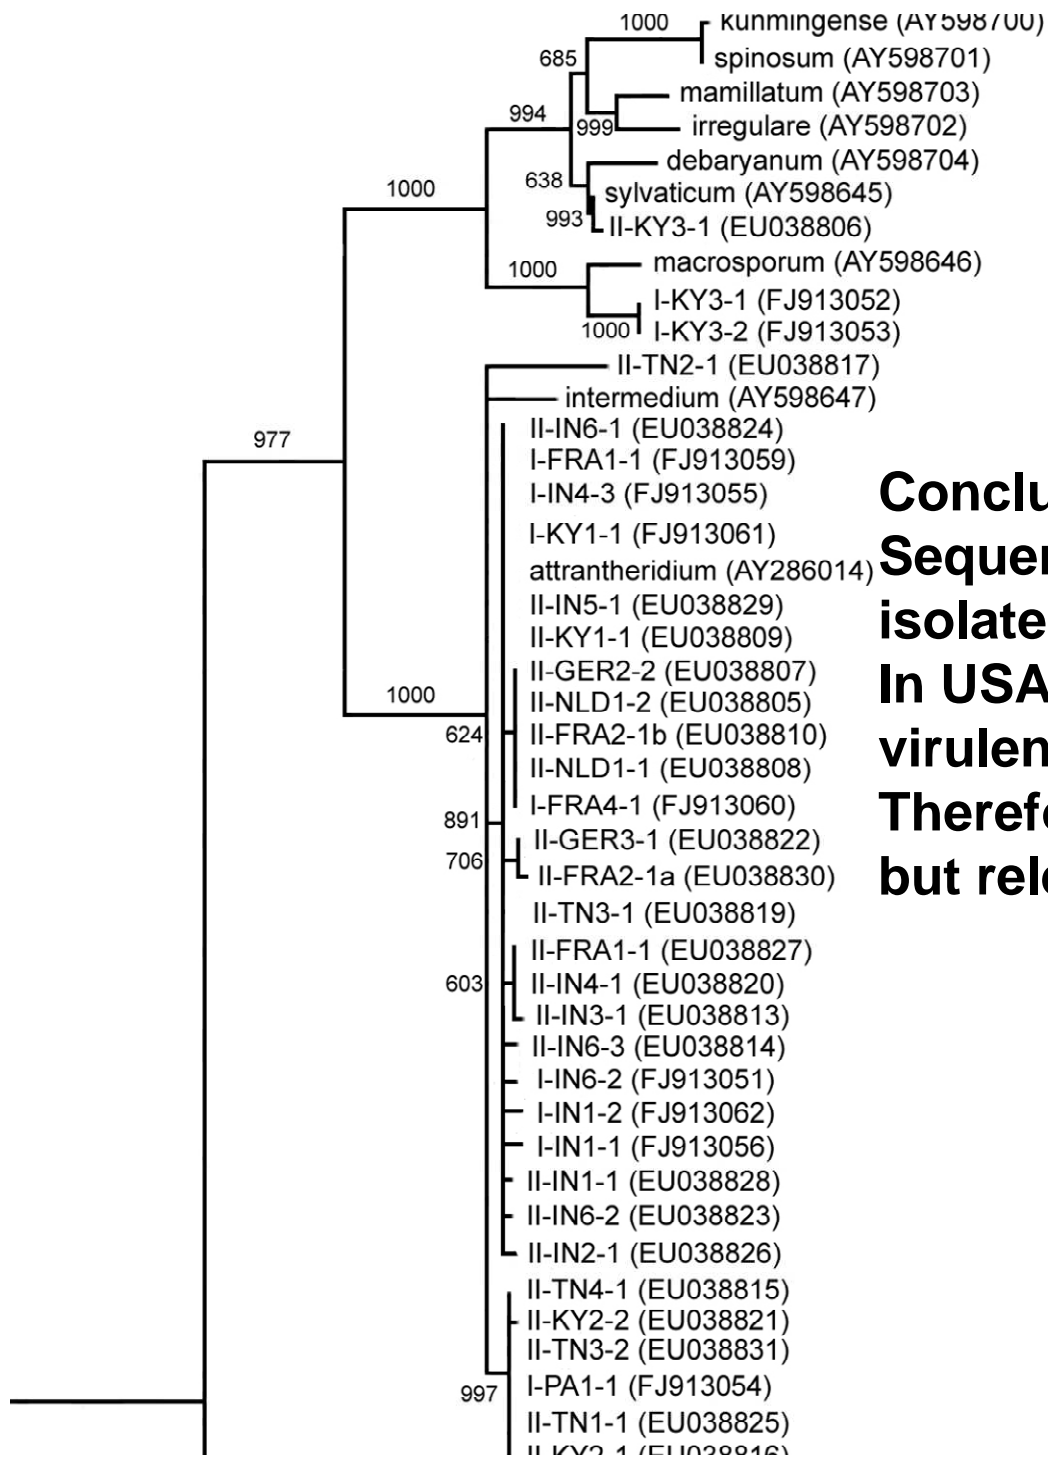 1000
kunmingense (AY598700)
685
spinosum (AY598701)
mamillatum (AY598703)
994
999
irregulare (AY598702)
debaryanum (AY598704)
638
1000
sylvaticum (AY598645)
993
II-KY3-1 (EU038806)
1000
macrosporum (AY598646)
I-KY3-1 (FJ913052)
1000
I-KY3-2 (FJ913053)
II-TN2-1 (EU038817)
intermedium (AY598647)
977
II-IN6-1 (EU038824)
I-FRA1-1 (FJ913059)
I-IN4-3 (FJ913055)
I-KY1-1 (FJ913061)
attrantheridium (AY286014)
II-IN5-1 (EU038829)
II-KY1-1 (EU038809)
II-GER2-2 (EU038807)
1000
II-NLD1-2 (EU038805)
624
II-FRA2-1b (EU038810)
II-NLD1-1 (EU038808)
I-FRA4-1 (FJ913060)
891
II-GER3-1 (EU038822)
706
II-FRA2-1a (EU038830)
II-TN3-1 (EU038819)
II-FRA1-1 (EU038827)
603
II-IN4-1 (EU038820)
II-IN3-1 (EU038813)
II-IN6-3 (EU038814)
I-IN6-2 (FJ913051)
I-IN1-2 (FJ913062)
I-IN1-1 (FJ913056)
II-IN1-1 (EU038828)
II-IN6-2 (EU038823)
II-IN2-1 (EU038826)
II-TN4-1 (EU038815)
II-KY2-2 (EU038821)
II-TN3-2 (EU038831)
997
I-PA1-1 (FJ913054)
II-TN1-1 (EU038825)
II-KY2-1 (EU038816)
Conclu
Sequer
isolate
In USA
virulen
Therefo
but rele